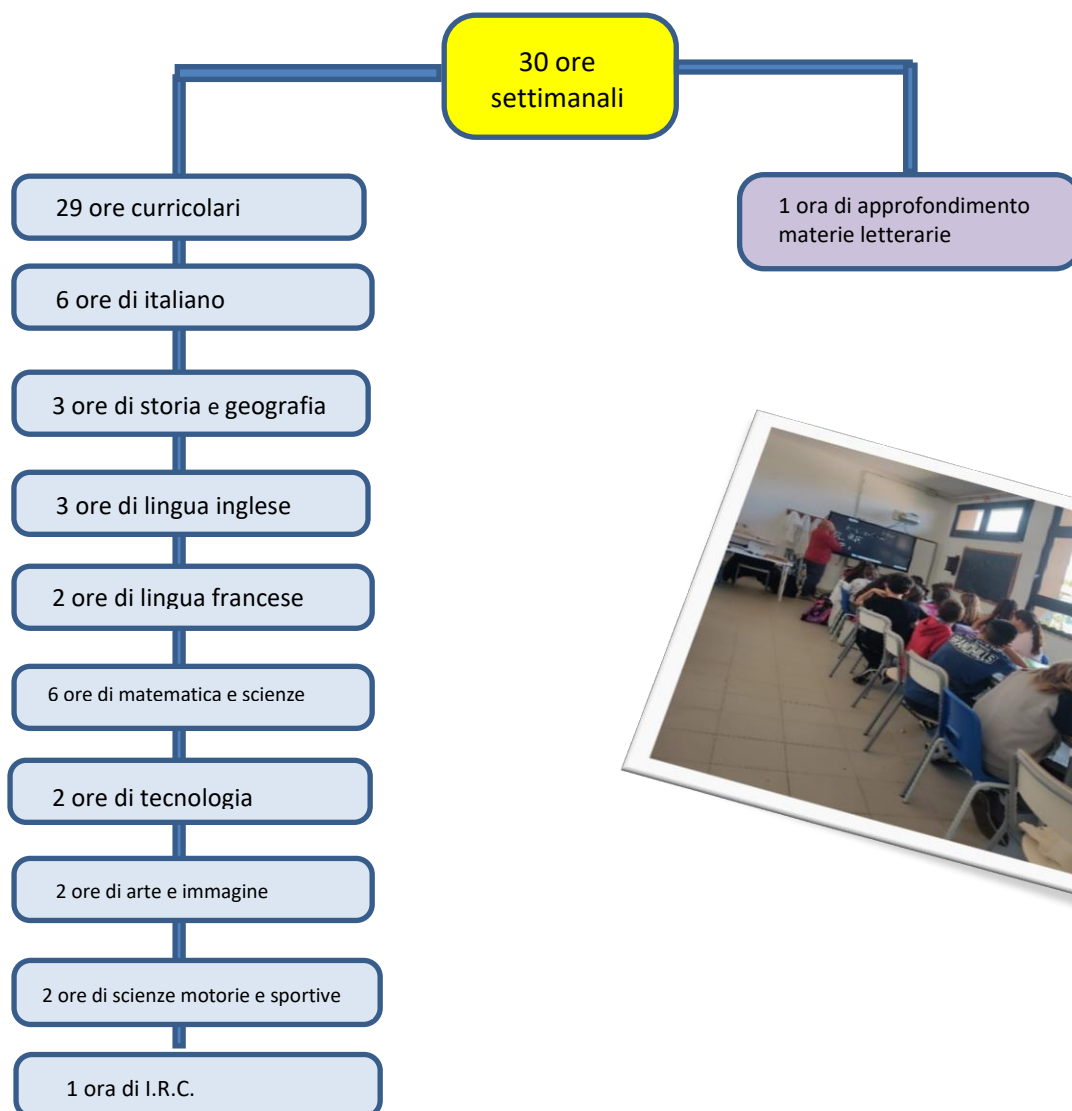 30 ore
settimanali
29 ore curricolari
1 ora di approfondimento
materie letterarie
6 ore di italiano
3 ore di storia e geografia
3 ore di lingua inglese
2 ore di lingua francese
6 ore di matematica e scienze
2 ore di tecnologia
2 ore di arte e immagine
2 ore di scienze motorie e sportive
1 ora di I.R.C.